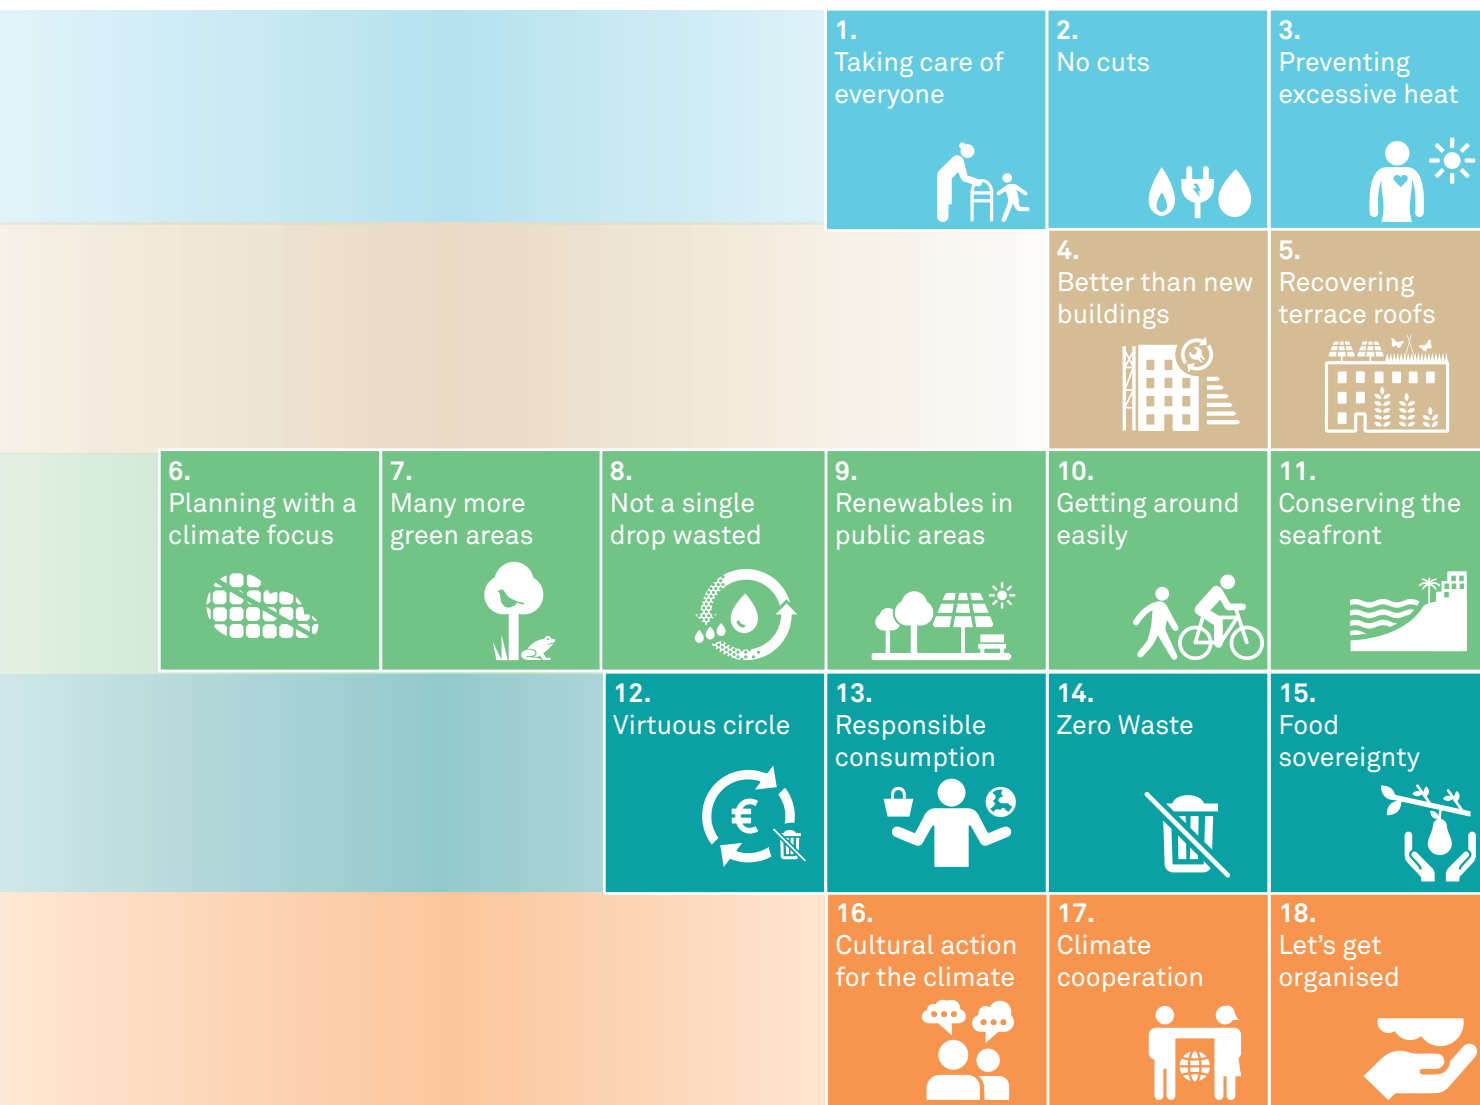 1.
Taking care of
everyone
2.
No cuts
3.
Preventing
excessive heat
4.
Better than new
buildings
5.
Recovering
terrace roofs
6.
Planning with a
climate focus
7.
Many more
green areas
8.
Not a single
drop wasted
9.
Renewables in
public areas
10.
Getting around
easily
11.
Conserving the
seafront
12.
Virtuous circle
€
13.
Responsible
consumption
14.
Zero Waste
15.
Food
sovereignty
16.
Cultural action
for the climate
17.
Climate
cooperation
18.
Let’s get
organised